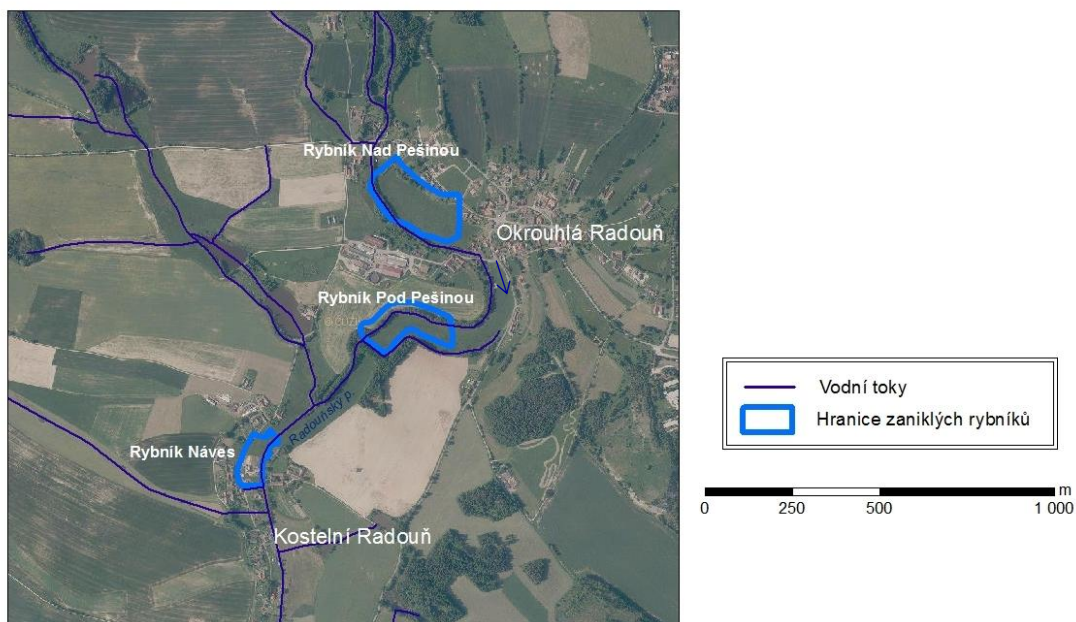 Rybník Nad Pešinou
Okrouhlá Radouň
Rybník Pod Pešinou
Radouňský p.
Rybník Náves
Kostelní Radouň
Vodní toky
Hranice zaniklých rybníků
m
0 250 500 1 000